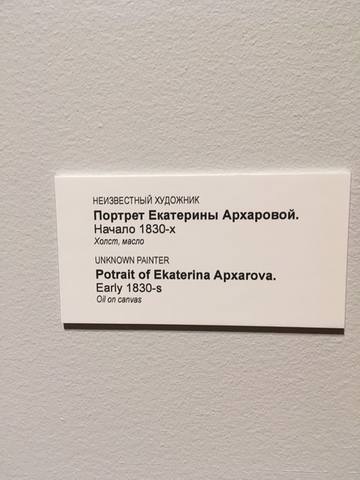 НЕИЗВЕСТНЫЙ ХУДОЖНИК
Портрет Екатерины Архаровой.
Начало 1830-х
Холст, масло
UNKNOWN PAINTER
Potrait of Ekaterina Apxarova.
Early 1830-s
Oil on canvas